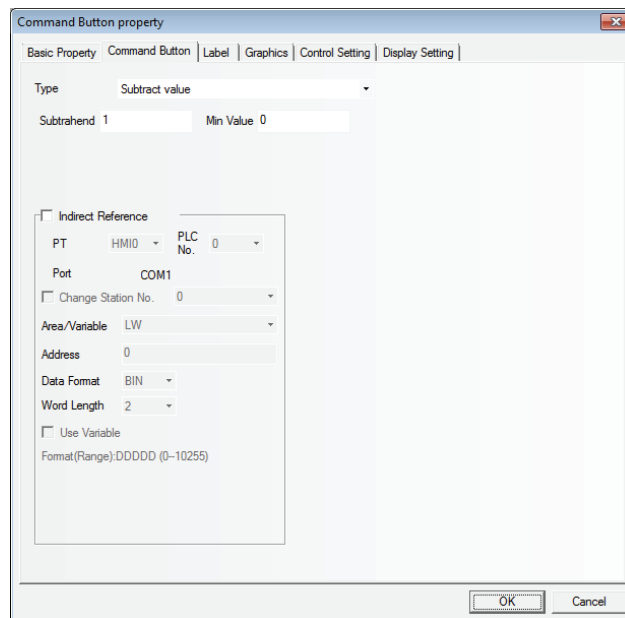 Command Button property
Basic Property Command Button Label Graphics Control Setting Display Setting
Type Subtract value
Subtrahend 1 Min Value 0
Indirect Reference
PT HMI0 PLC No. 0
Port COM1
Change Station No. 0
Area/Variable LW
Address 0
Data Format BIN
Word Length 2
Use Variable
Format(Range):DDDDD (0--10255)
OK Cancel